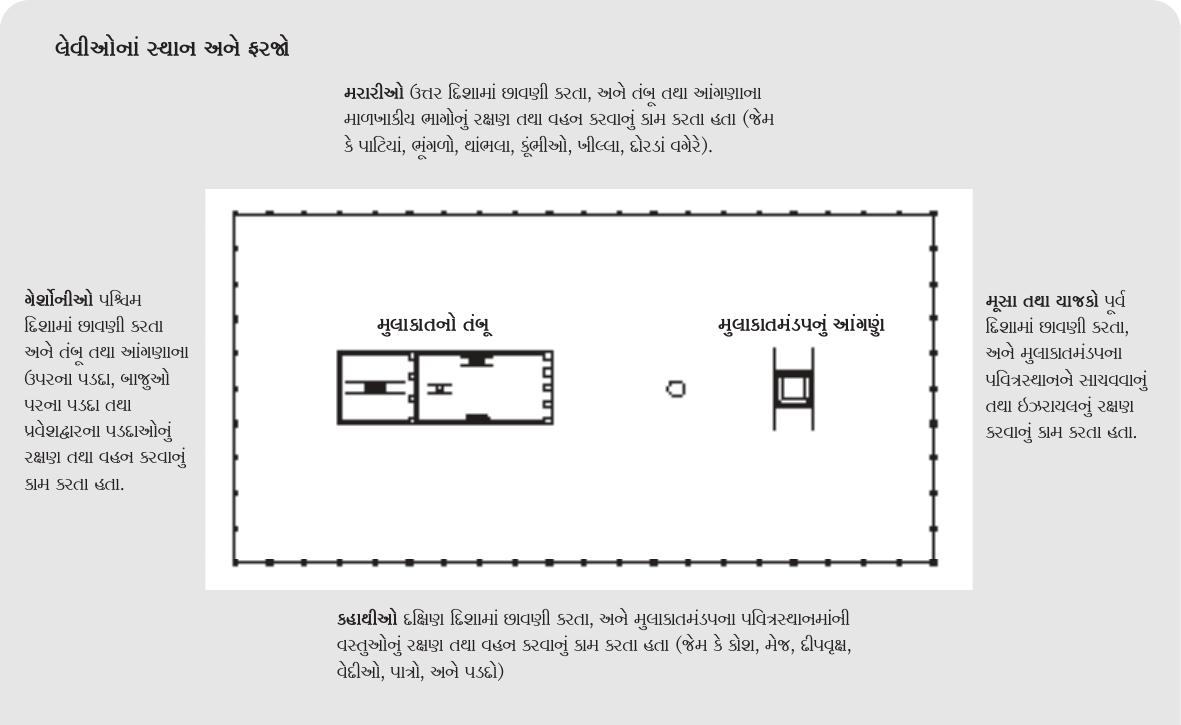 લેવીઓનાં સ્થાન અને ફરજો
મરારીઓ ઉત્તર દિશામાં છાવણી કરતા, અને તંબૂ તથા આંગણાના
માળખાકીય ભાગોનું રક્ષણ તથા વહન કરવાનું કામ કરતા હતા (જેમ
કે પાટિયાં, ભૂંગળો, થાંભલા, કૂંભીઓ, ખીલ્લા, દોરડાં વગેરે).
ગેર્શોનીઓ પશ્ચિમ
દિશામાં છાવણી કરતા
અને તંબૂ તથા આંગણાના
ઉપરના પડદા, બાજુઓ
પરના પડદા તથા
પ્રવેશદ્વારના પડદાઓનું
રક્ષણ તથા વહન કરવાનું
કામ કરતા હતા.
મુલાકાતનો તંબૂ
મુલાકાતમંડપનું આંગણું
મૂસા તથા યાજકો પૂર્વ
દિશામાં છાવણી કરતા,
અને મુલાકાતમંડપના
પવિત્રસ્થાનને સાચવવાનું
તથા ઇઝરાયલનું રક્ષણ
કરવાનું કામ કરતા હતા.
કહાથીઓ દક્ષિણ દિશામાં છાવણી કરતા, અને મુલાકાતમંડપના પવિત્રસ્થાનમાંની
વસ્તુઓનું રક્ષણ તથા વહન કરવાનું કામ કરતા હતા (જેમ કે કોશ, મેજ, દીપવૃક્ષ,
વેદીઓ, પાત્રો, અને પડદો)